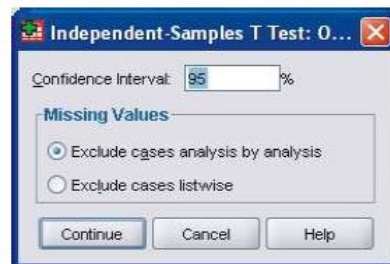 Independent-Samples T Test: O...
Confidence Interval: 95 %
Missing Values
Exclude cases analysis by analysis
Exclude cases listwise
Continue Cancel Help